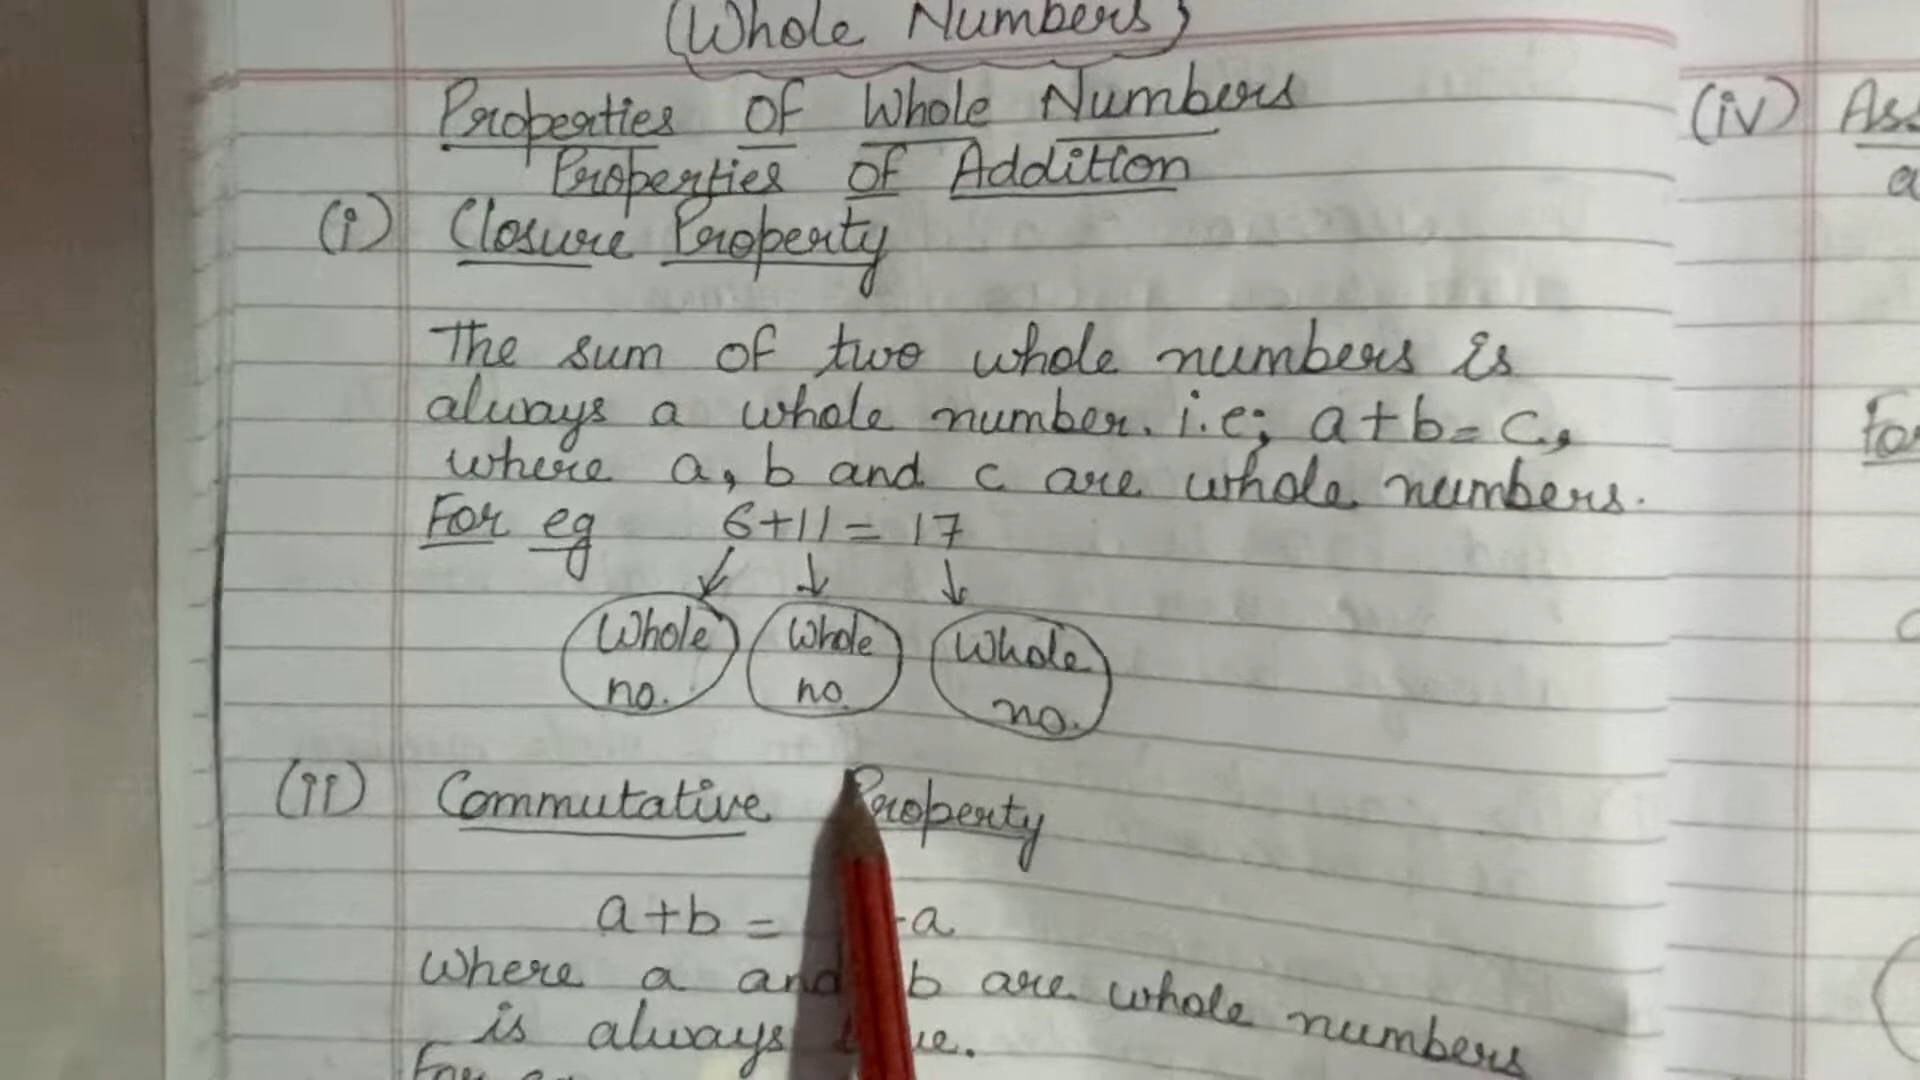 (Whole Numbers)
Properties of Whole Numbers
Properties of Addition
(i) Closure Property
The sum of two whole numbers is
always a whole number. i.e; a+b=c,
where a, b and c are whole numbers.
For eg 6+11=17
Whole no. Whole no. Whole no.
(ii) Commutative Property
a+b = a
Where a and b are whole numbers
is always
For
(iv)
a